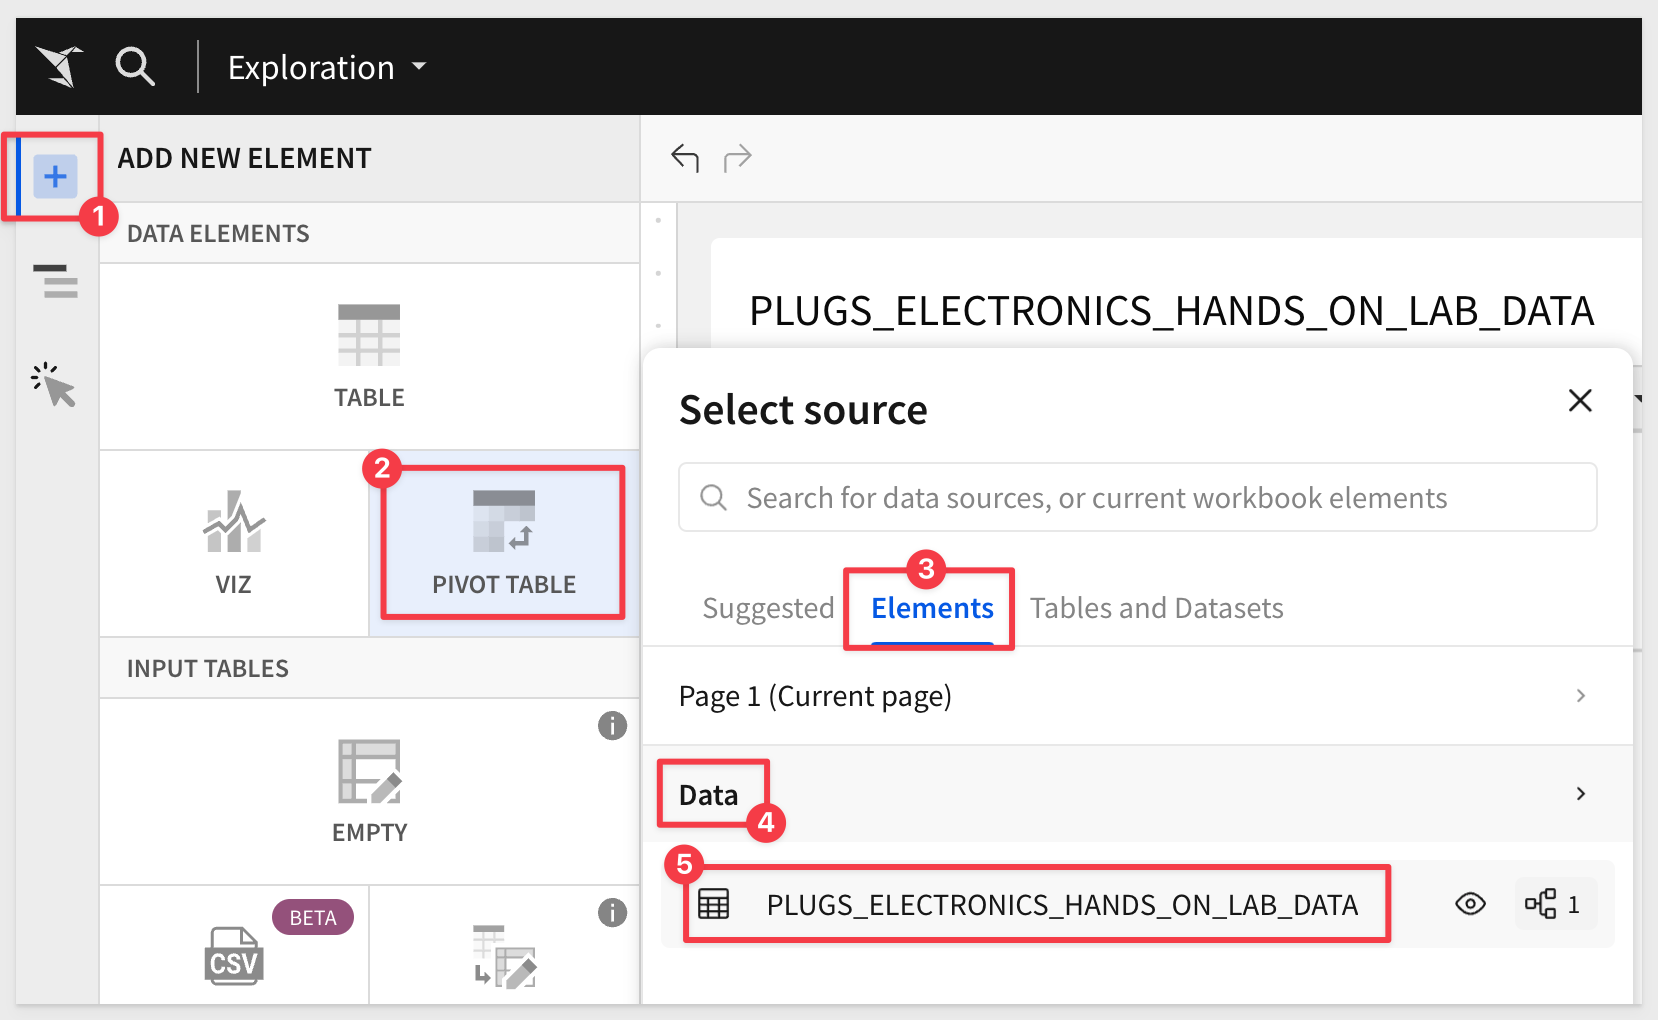 Exploration
ADD NEW ELEMENT
1
DATA ELEMENTS
TABLE
VIZ
2
PIVOT TABLE
INPUT TABLES
EMPTY
BETA
CSV
PLUGS_ELECTRONICS_HANDS_ON_LAB_DATA
Select source
Search for data sources, or current workbook elements
3
Suggested Elements Tables and Datasets
Page 1 (Current page)
Data
4
5
PLUGS_ELECTRONICS_HANDS_ON_LAB_DATA 1